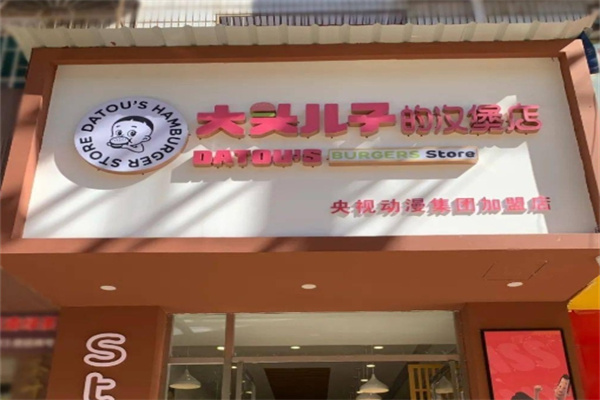 DATOU'S HAMBURGER STORE
大头儿子的汉堡店
DATOU'S BURGERS Store
央视动漫集团加盟店
St